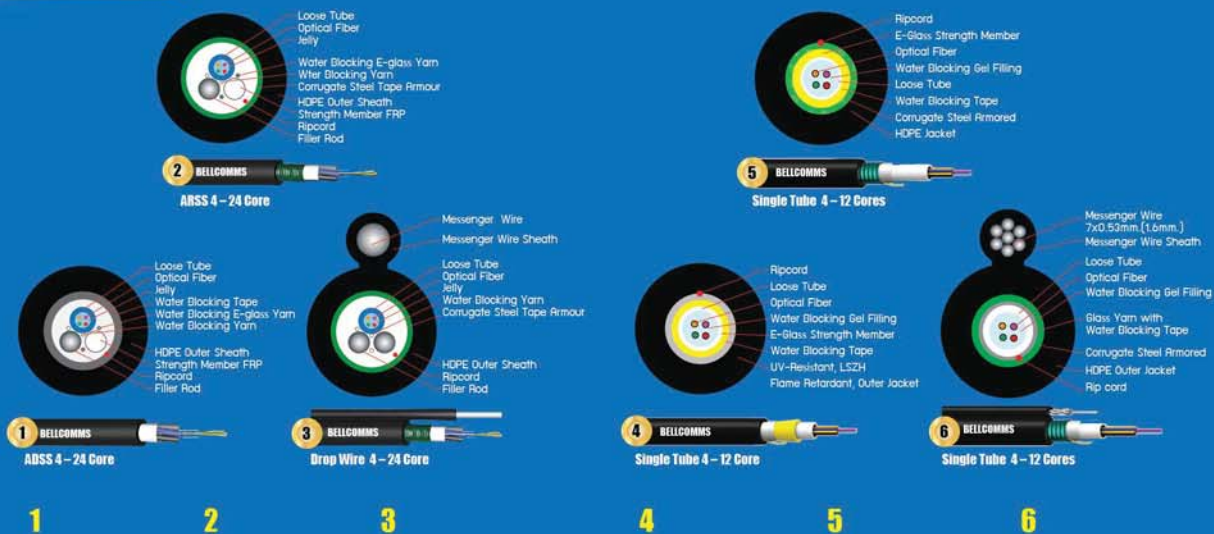 Loose Tube
Optical Fiber
Jelly
Water Blocking E-glass Yarn
Wter Blocking Yarn
Corrugate Steel Tape Armour
HDPE Outer Sheath
Strength Member FRP
Ripcord
Filler Rod
2 BELLCOMMS
ARSS 4 – 24 Core
Ripcord
E-Glass Strength Member
Optical Fiber
Water Blocking Gel Filling
Loose Tube
Water Blocking Tape
Corrugate Steel Armored
HDPE Jacket
5 BELLCOMMS
Single Tube 4 – 12 Cores
Loose Tube
Optical Fiber
Jelly
Water Blocking Tape
Water Blocking E-glass Yarn
Water Blocking Yarn
HDPE Outer Sheath
Strength Member FRP
Ripcord
Filler Rod
1 BELLCOMMS
ADSS 4 – 24 Core
Messenger Wire
Messenger Wire Sheath
Loose Tube
Optical Fiber
Jelly
Water Blocking Yarn
Corrugate Steel Tape Armour
HDPE Outer Sheath
Ripcord
Filler Rod
3 BELLCOMMS
Drop Wire 4 – 24 Core
Ripcord
Loose Tube
Optical Fiber
Water Blocking Gel Filling
E-Glass Strength Member
Water Blocking Tape
UV-Resistant, LSZH
Flame Retardant, Outer Jacket
4 BELLCOMMS
Single Tube 4 – 12 Core
Messenger Wire
7x0.53mm.(1.6mm.)
Messenger Wire Sheath
Loose Tube
Optical Fiber
Water Blocking Gel Filling
Glass Yarn with
Water Blocking Tape
Corrugate Steel Armored
HDPE Outer Jacket
Rip cord
6 BELLCOMMS
Single Tube 4 – 12 Cores
1 2 3 4 5 6